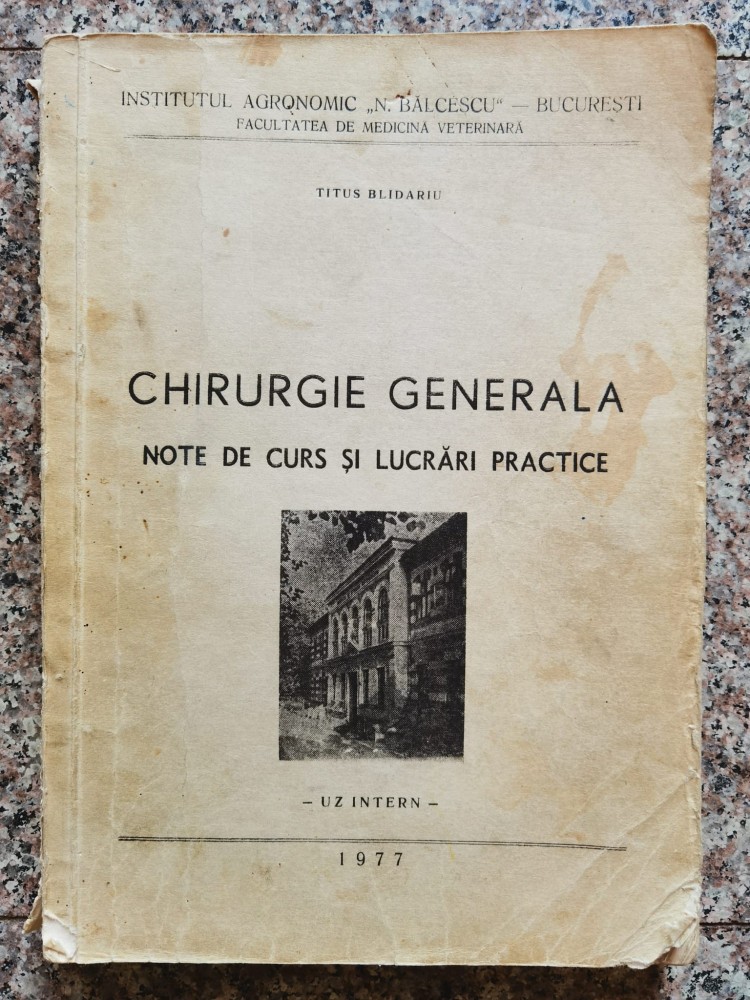 INSTITUTUL AGRONOMIC „N. BĂLCESCU“ — BUCUREȘTI
FACULTATEA DE MEDICINĂ VETERINARĂ
TITUS BLIDARIU
CHIRURGIE GENERALA
NOTE DE CURS ȘI LUCRĂRI PRACTICE
– UZ INTERN –
1977